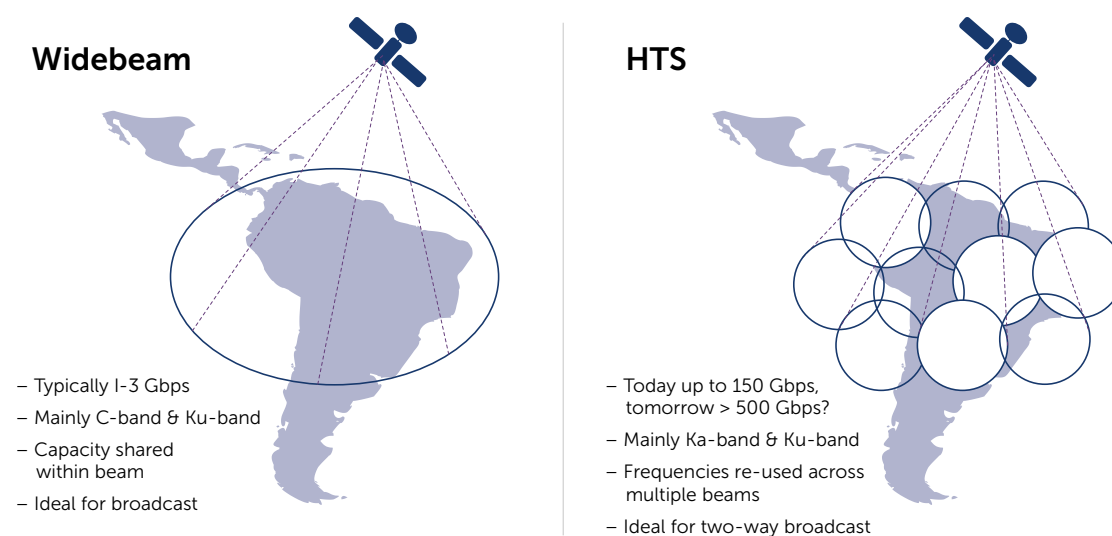 Widebeam
– Typically I-3 Gbps
– Mainly C-band & Ku-band
– Capacity shared
within beam
– Ideal for broadcast
HTS
– Today up to 150 Gbps,
tomorrow > 500 Gbps?
– Mainly Ka-band & Ku-band
– Frequencies re-used across
multiple beams
– Ideal for two-way broadcast